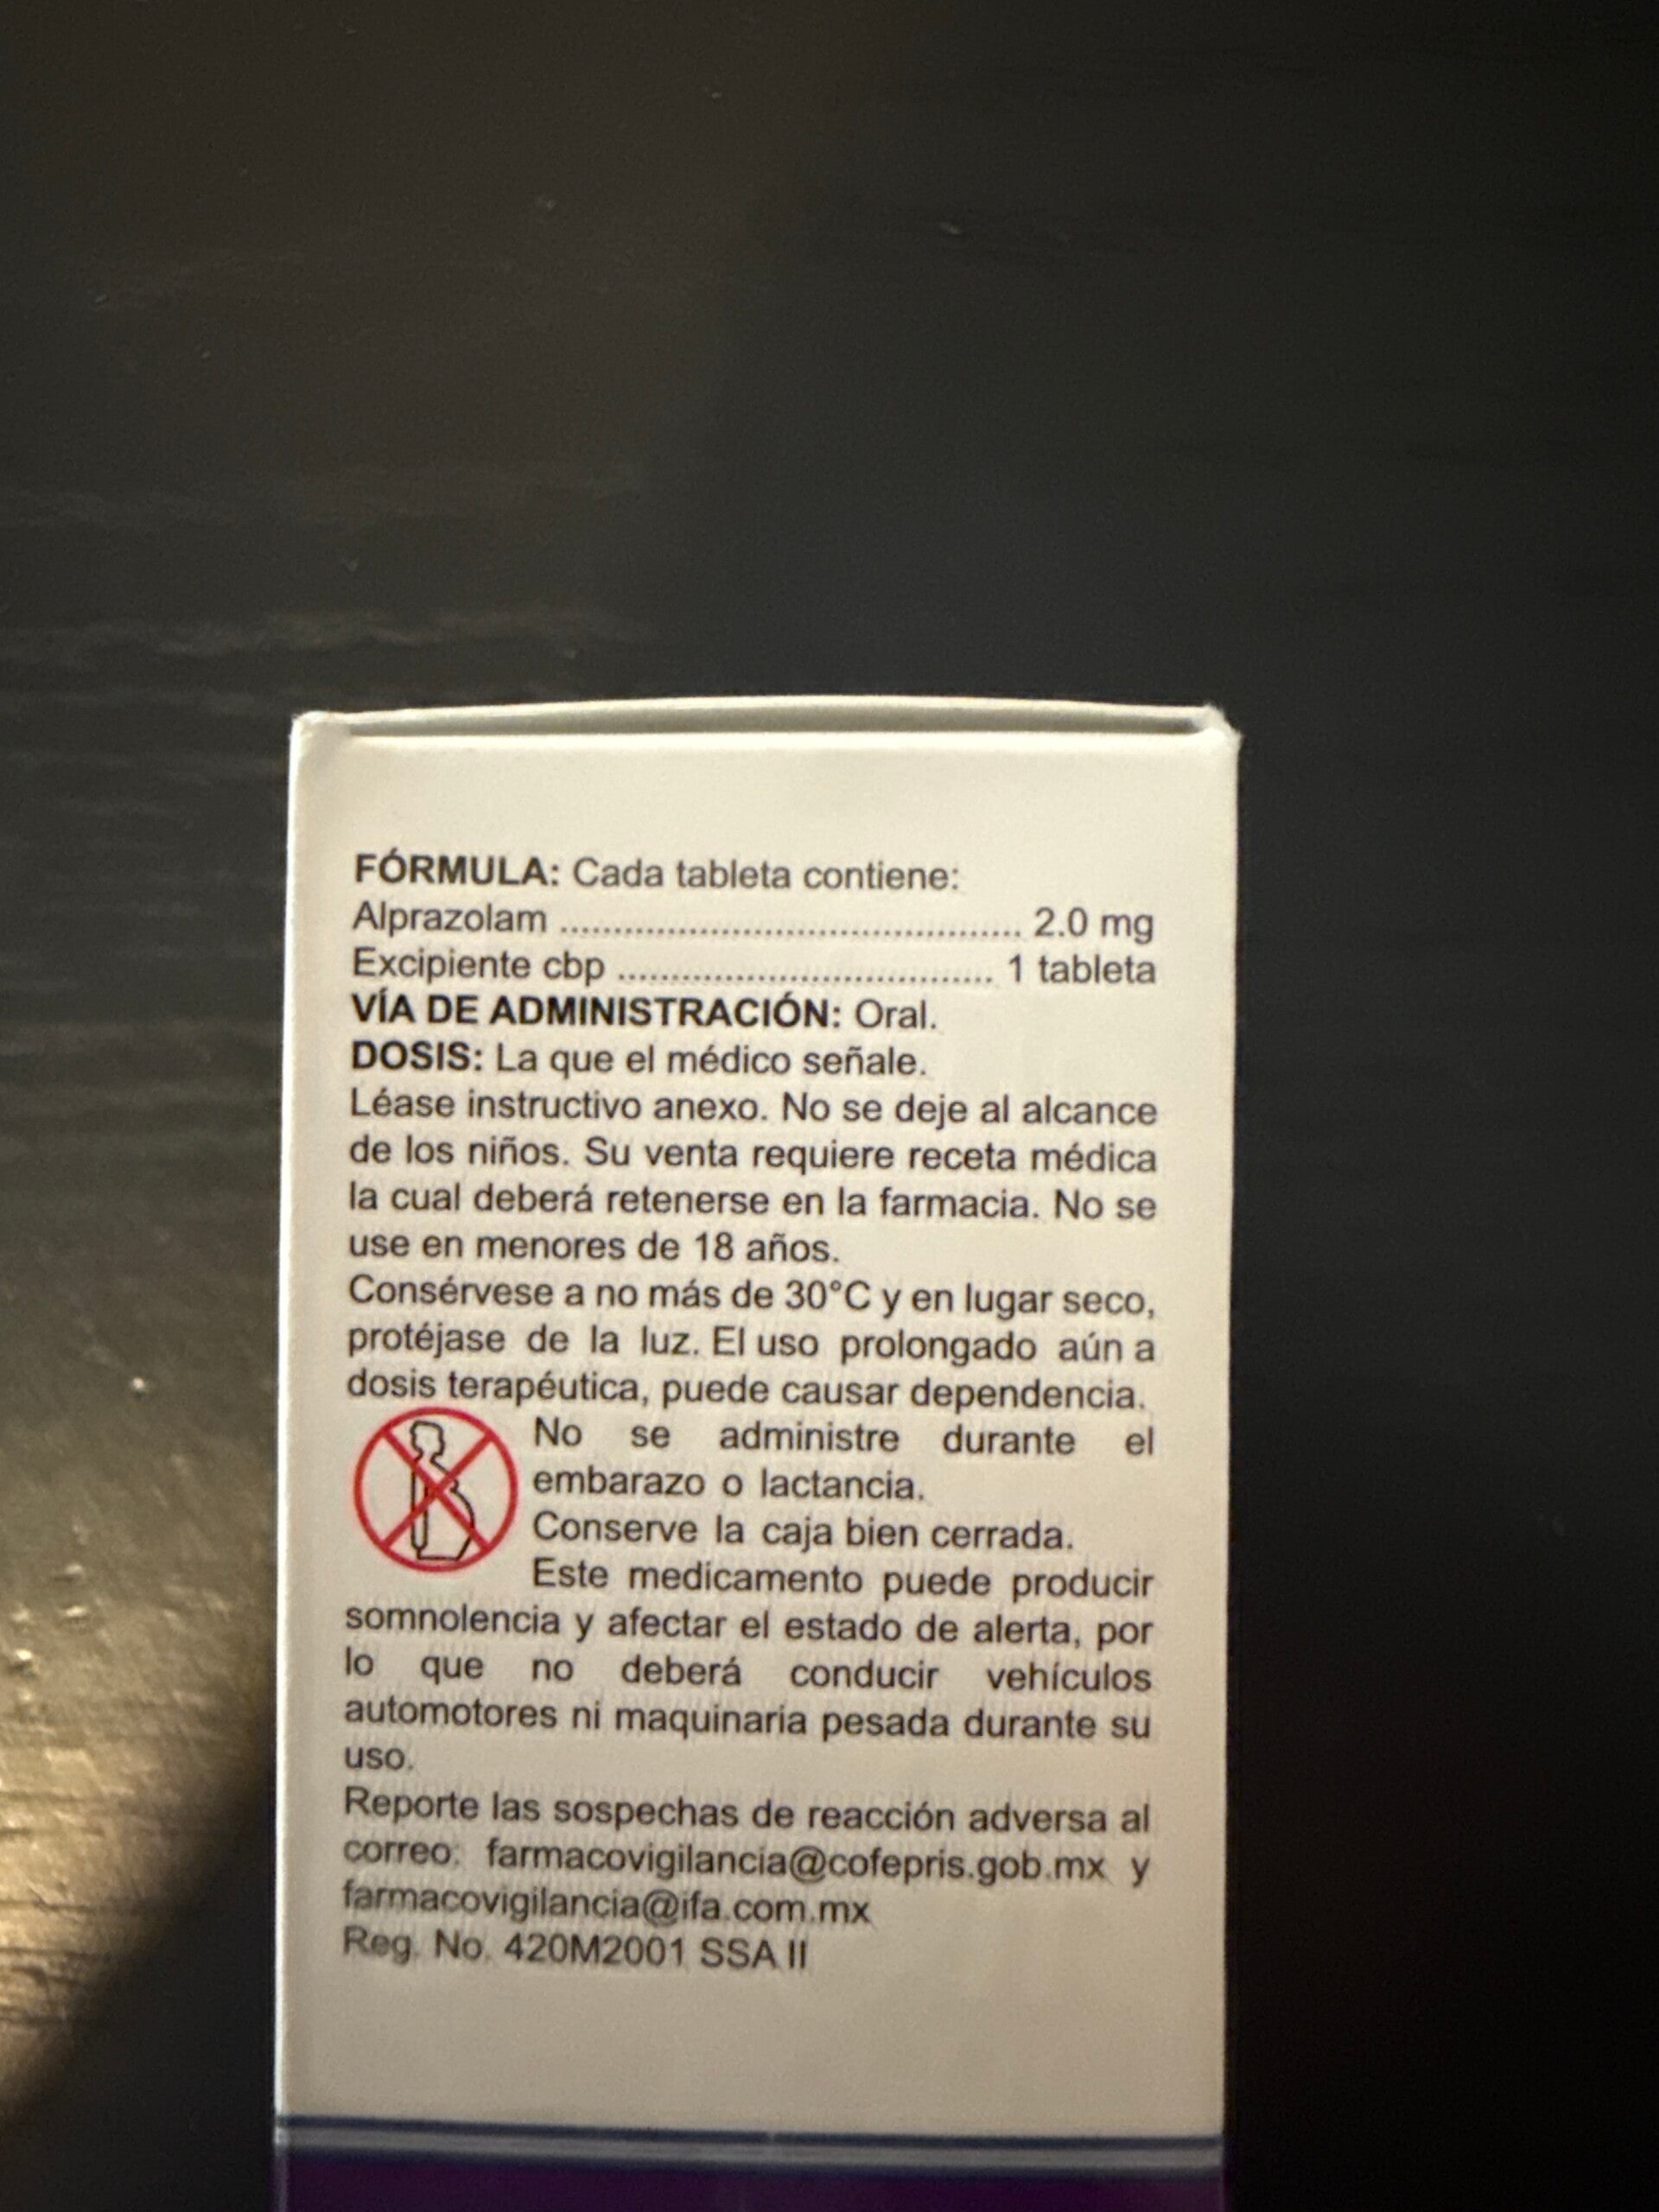 FÓRMULA: Cada tableta contiene:
Alprazolam ........................................... 2.0 mg
Excipiente cbp ................................... 1 tableta
VÍA DE ADMINISTRACIÓN: Oral.
DOSIS: La que el médico señale.
Léase instructivo anexo. No se deje al alcance
de los niños. Su venta requiere receta médica
la cual deberá retenerse en la farmacia. No se
use en menores de 18 años.
Consérvese a no más de 30°C y en lugar seco,
protéjase de la luz. El uso prolongado aún a
dosis terapéutica, puede causar dependencia.
No se administre durante el
embarazo o lactancia.
Conserve la caja bien cerrada.
Este medicamento puede producir
somnolencia y afectar el estado de alerta, por
lo que no deberá conducir vehículos
automotores ni maquinaria pesada durante su
uso.
Reporte las sospechas de reacción adversa al
correo: farmacovigilancia@cofepris.gob.mx y
farmacovigilancia@ifa.com.mx
Reg. No. 420M2001 SSA II